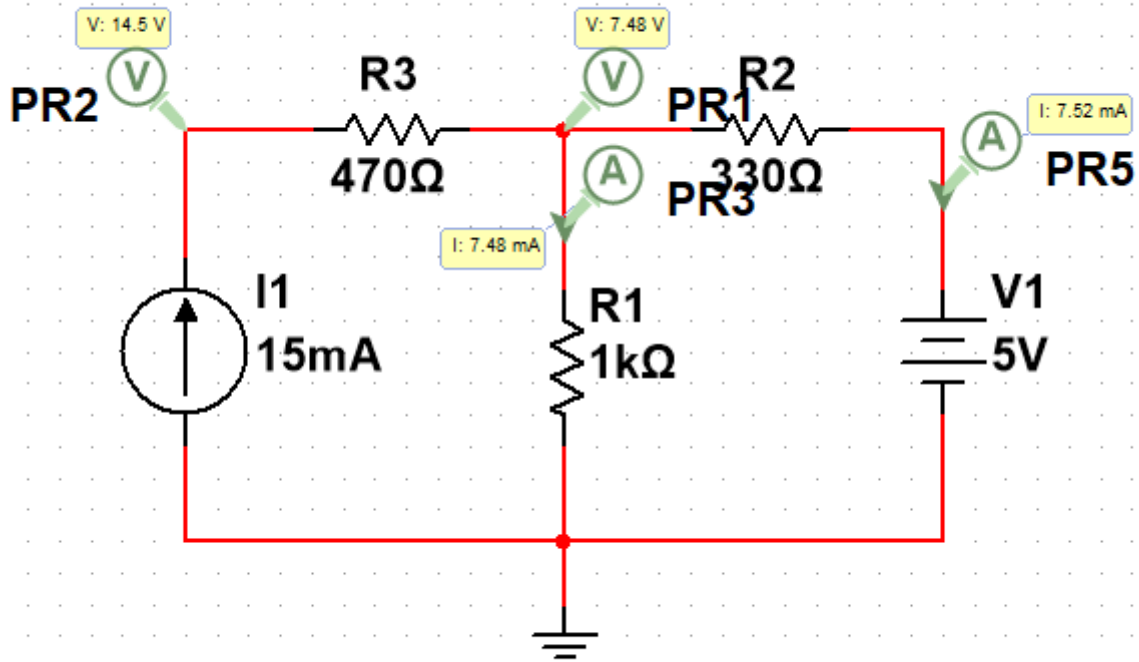 V: 14.5 V
V: 7.48 V
V
PR2
R3
470Ω
V
PR1
R2
330Ω
I: 7.52 mA
A
PR5
A
PR3
I: 7.48 mA
I1
15mA
R1
1kΩ
V1
5V